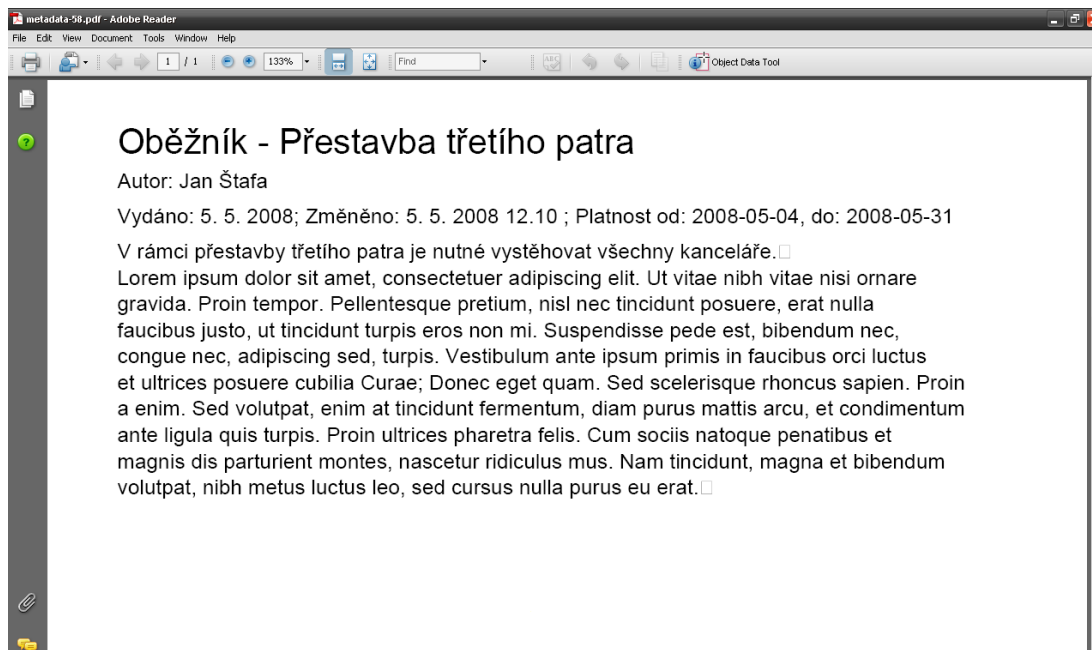 metadata-58.pdf - Adobe Reader
File Edit View Document Tools Window Help
1 / 1 133% Find Object Data Tool
Oběžník - Přestavba třetího patra
Autor: Jan Štafa
Vydáno: 5. 5. 2008; Změněno: 5. 5. 2008 12.10 ; Platnost od: 2008-05-04, do: 2008-05-31
V rámci přestavby třetího patra je nutné vystěhovat všechny kanceláře.
Lorem ipsum dolor sit amet, consectetuer adipiscing elit. Ut vitae nibh vitae nisi ornare
gravida. Proin tempor. Pellentesque pretium, nisl nec tincidunt posuere, erat nulla
faucibus justo, ut tincidunt turpis eros non mi. Suspendisse pede est, bibendum nec,
congue nec, adipiscing sed, turpis. Vestibulum ante ipsum primis in faucibus orci luctus
et ultrices posuere cubilia Curae; Donec eget quam. Sed scelerisque rhoncus sapien. Proin
a enim. Sed volutpat, enim at tincidunt fermentum, diam purus mattis arcu, et condimentum
ante ligula quis turpis. Proin ultrices pharetra felis. Cum sociis natoque penatibus et
magnis dis parturient montes, nascetur ridiculus mus. Nam tincidunt, magna et bibendum
volutpat, nibh metus luctus leo, sed cursus nulla purus eu erat.